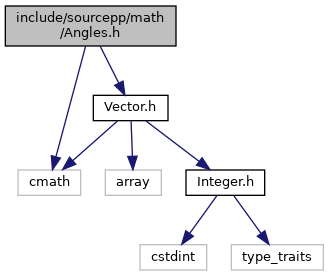 include/sourcepp/math
/Angles.h
Vector.h
cmath
array
Integer.h
cstdint
type_traits